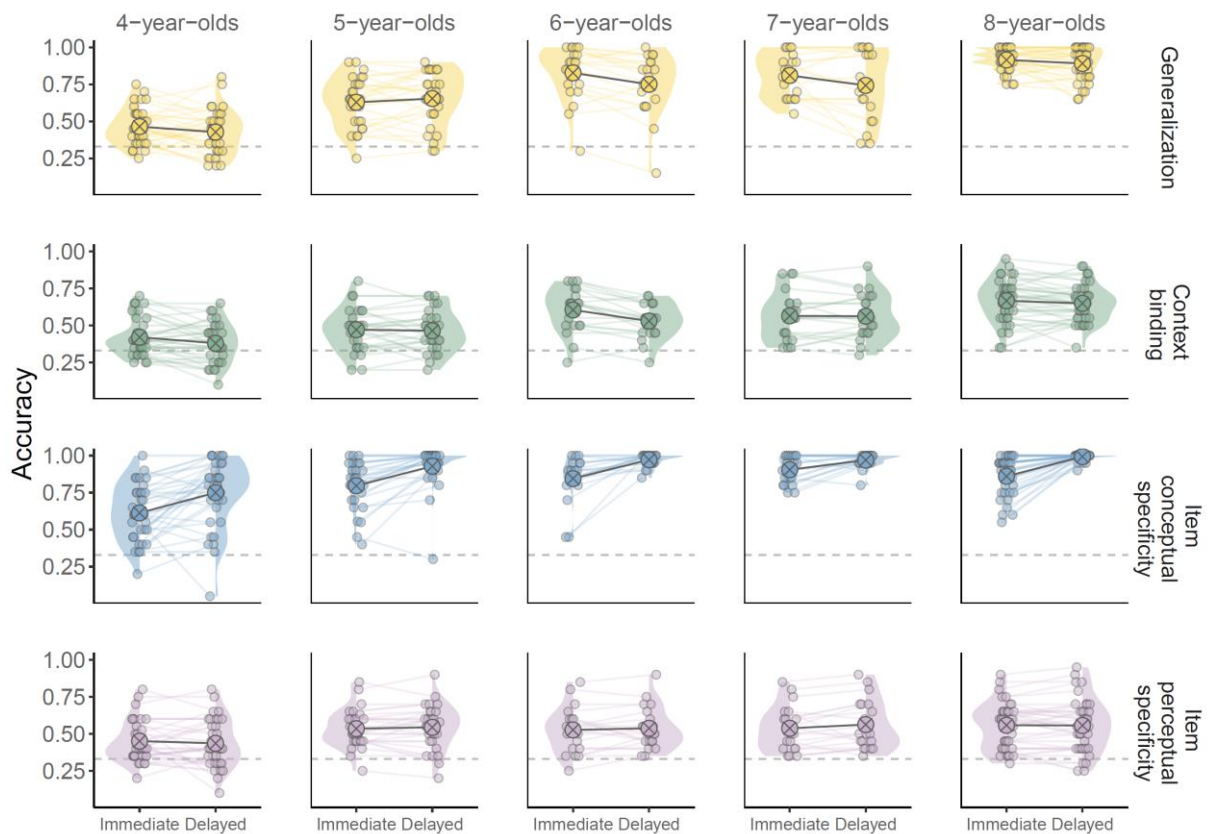 4-year-olds
5-year-olds
6-year-olds
7-year-olds
8-year-olds
1.00
0.75
0.50
0.25
Generalization
1.00
0.75
0.50
0.25
Context
binding
Accuracy
1.00
0.75
0.50
0.25
Item
conceptual
specificity
1.00
0.75
0.50
0.25
Item
perceptual
specificity
Immediate Delayed
Immediate Delayed
Immediate Delayed
Immediate Delayed
Immediate Delayed